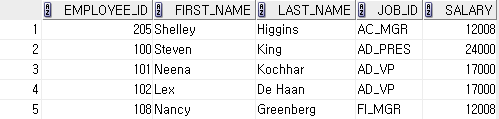 EMPLOYEE_ID FIRST_NAME LAST_NAME JOB_ID SALARY
1 205 Shelley Higgins AC_MGR 12008
2 100 Steven King AD_PRES 24000
3 101 Neena Kochhar AD_VP 17000
4 102 Lex De Haan AD_VP 17000
5 108 Nancy Greenberg FI_MGR 12008